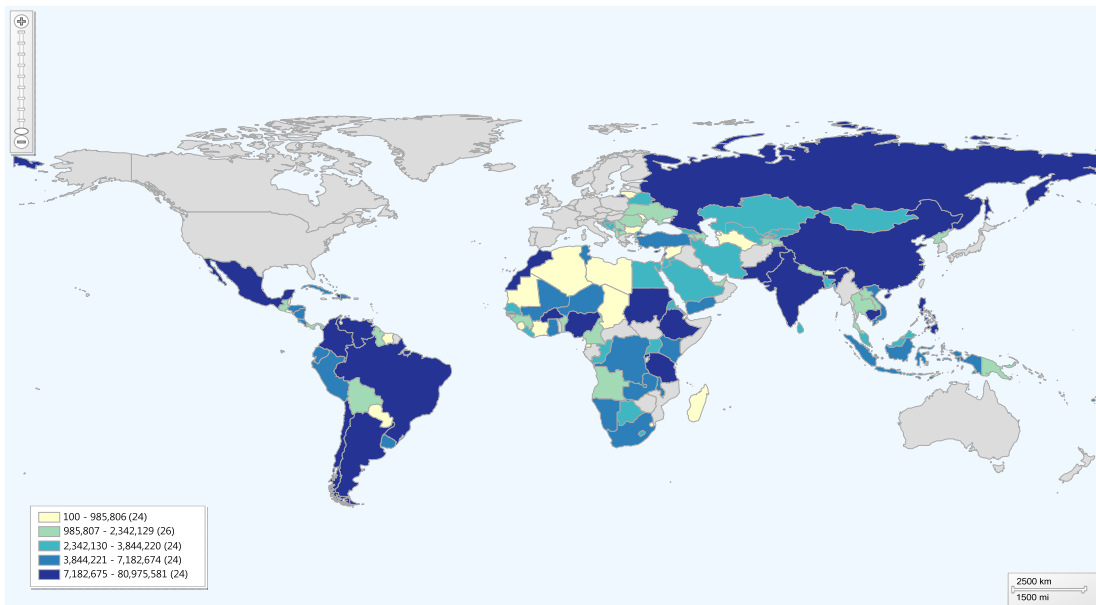 100 - 985,806 (24)
985,807 - 2,342,129 (26)
2,342,130 - 3,844,220 (24)
3,844,221 - 7,182,674 (24)
7,182,675 - 80,975,581 (24)
2500 km
1500 mi